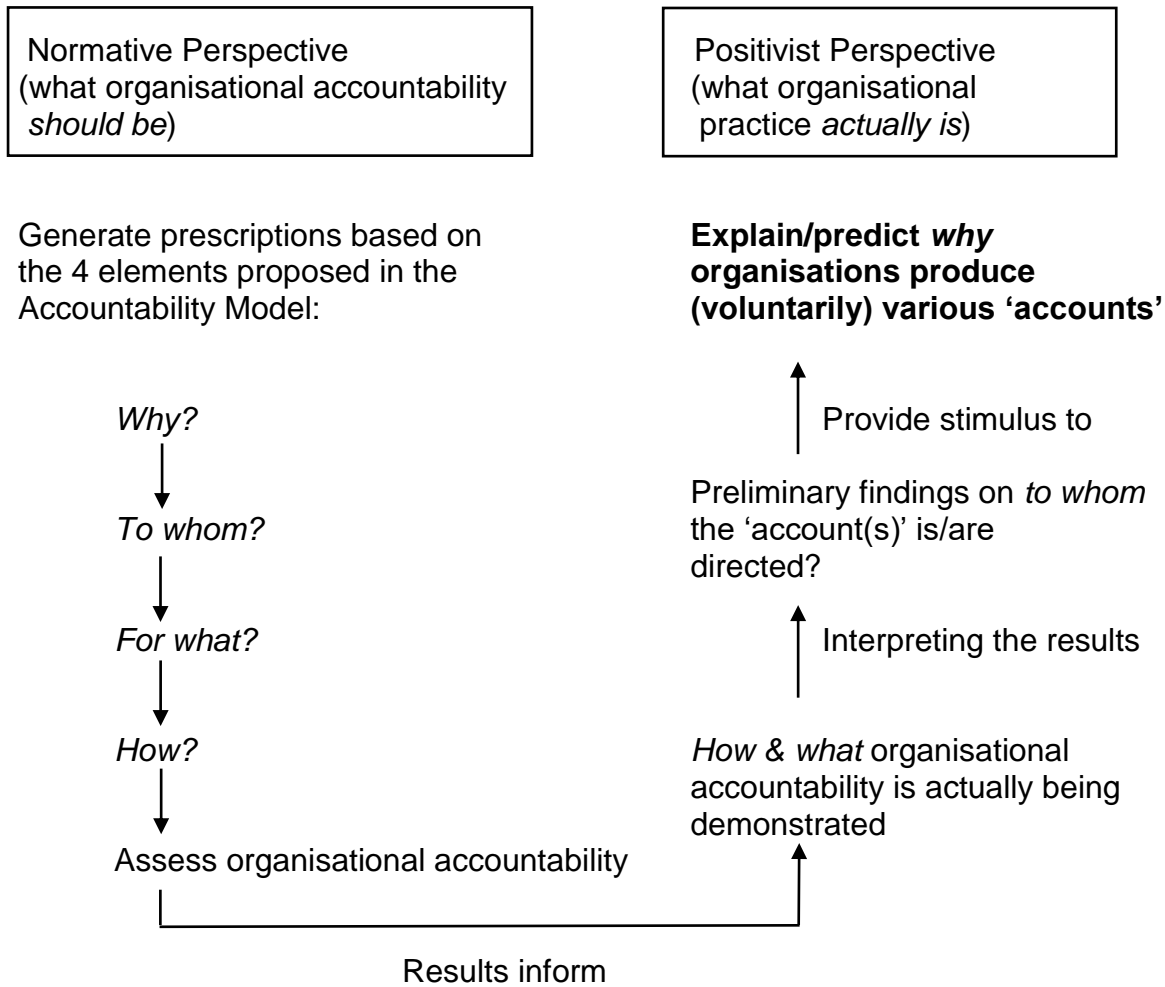 Normative Perspective
(what organisational accountability
should be)
Generate prescriptions based on
the 4 elements proposed in the
Accountability Model:
Why?
To whom?
For what?
How?
Assess organisational accountability
Results inform
Positivist Perspective
(what organisational
practice actually is)
Explain/predict why
organisations produce
(voluntarily) various ‘accounts’
Provide stimulus to
Preliminary findings on to whom
the ‘account(s)’ is/are
directed?
Interpreting the results
How & what organisational
accountability is actually being
demonstrated